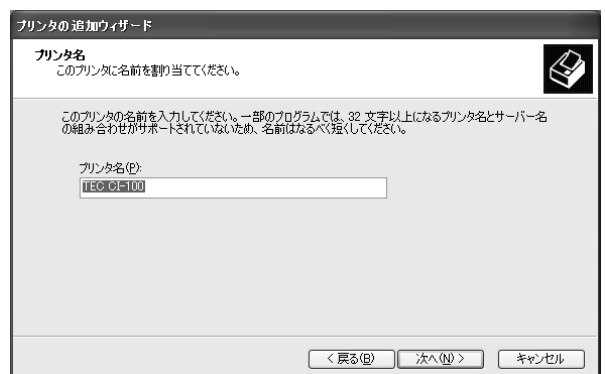 プリンタの追加ウィザード
プリンタ名
このプリンタに名前を割り当ててください。
このプリンタの名前を入力してください。一部のプログラムでは、32 文字以上になるプリンタ名とサーバー名
の組み合わせがサポートされていないため、名前はなるべく短くしてください。
プリンタ名(P):
TEC CI-100
< 戻る(B) 次へ(N) > キャンセル